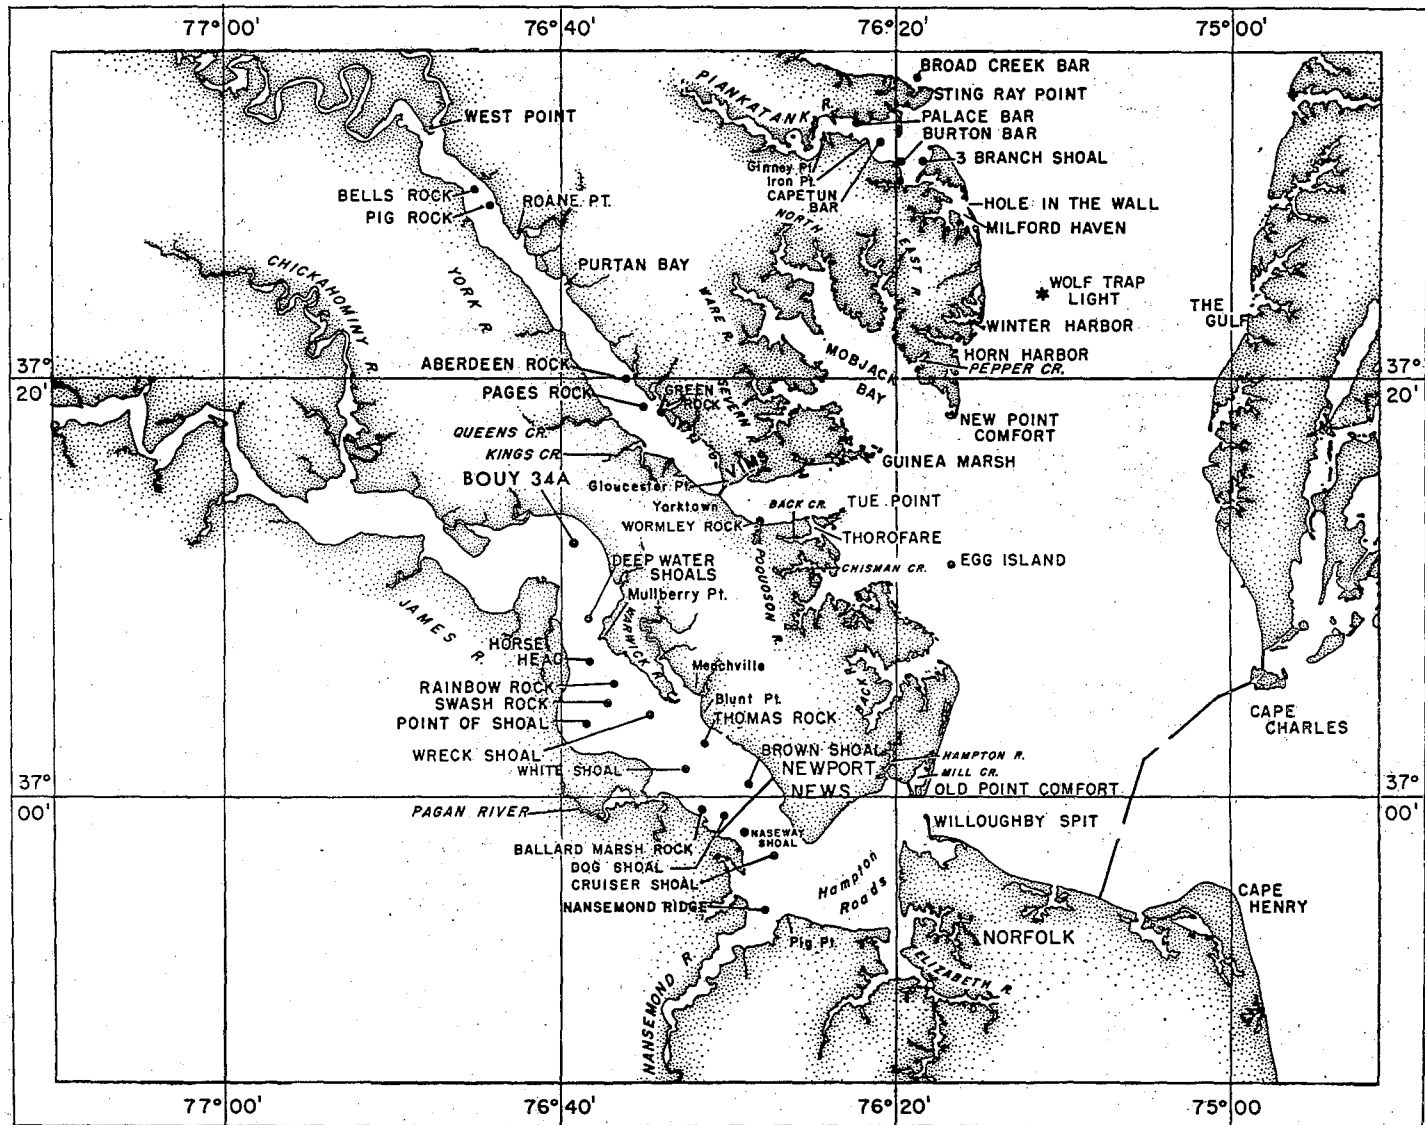 77°00'
76°40'
76°20'
75°00'
BROAD CREEK BAR
STING RAY POINT
PIANKATANK R.
PALACE BAR
BURTON BAR
WEST POINT
3 BRANCH SHOAL
Ginney Pt.
Iron Pt.
CAPETUN
BAR
BELLS ROCK
PIG ROCK
ROANE PT.
HOLE IN THE WALL
MILFORD HAVEN
NORTH
EAST R.
CHICKAHOMINY R.
YORK R.
PURTAN BAY
WARE R.
WOLF TRAP
LIGHT
THE
GULF
WINTER HARBOR
MOBJACK
BAY
HORN HARBOR
PEPPER CR.
ABERDEEN ROCK
37°
20'
37°
20'
PAGES ROCK
GREEN
ROCK
SEVERN R.
NEW POINT
COMFORT
QUEENS CR.
KINGS CR.
VIMS
GUINEA MARSH
BOUY 34A
Gloucester Pt.
Yorktown
BACK CR.
TUE POINT
WORMLEY ROCK
THOROFARE
POQUOSON R.
CHISMAN CR.
EGG ISLAND
DEEP WATER
SHOALS
Mullberry Pt.
JAMES R.
WARWICK R.
HORSE
HEAD
Menchville
BACK R.
RAINBOW ROCK
SWASH ROCK
POINT OF SHOAL
Blunt Pt.
THOMAS ROCK
CAPE
CHARLES
WRECK SHOAL
WHITE SHOAL
BROWN SHOAL
NEWPORT
NEWS
HAMPTON R.
MILL CR.
OLD POINT COMFORT
37°
00'
37°
00'
PAGAN RIVER
WILLOUGHBY SPIT
NASEWAY
SHOAL
BALLARD MARSH ROCK
DOG SHOAL
CRUISER SHOAL
Hampton
Roads
CAPE
HENRY
NANSEMOND RIDGE
Pig Pt.
NORFOLK
NANSEMOND R.
ELIZABETH R.
77°00'
76°40'
76°20'
75°00'